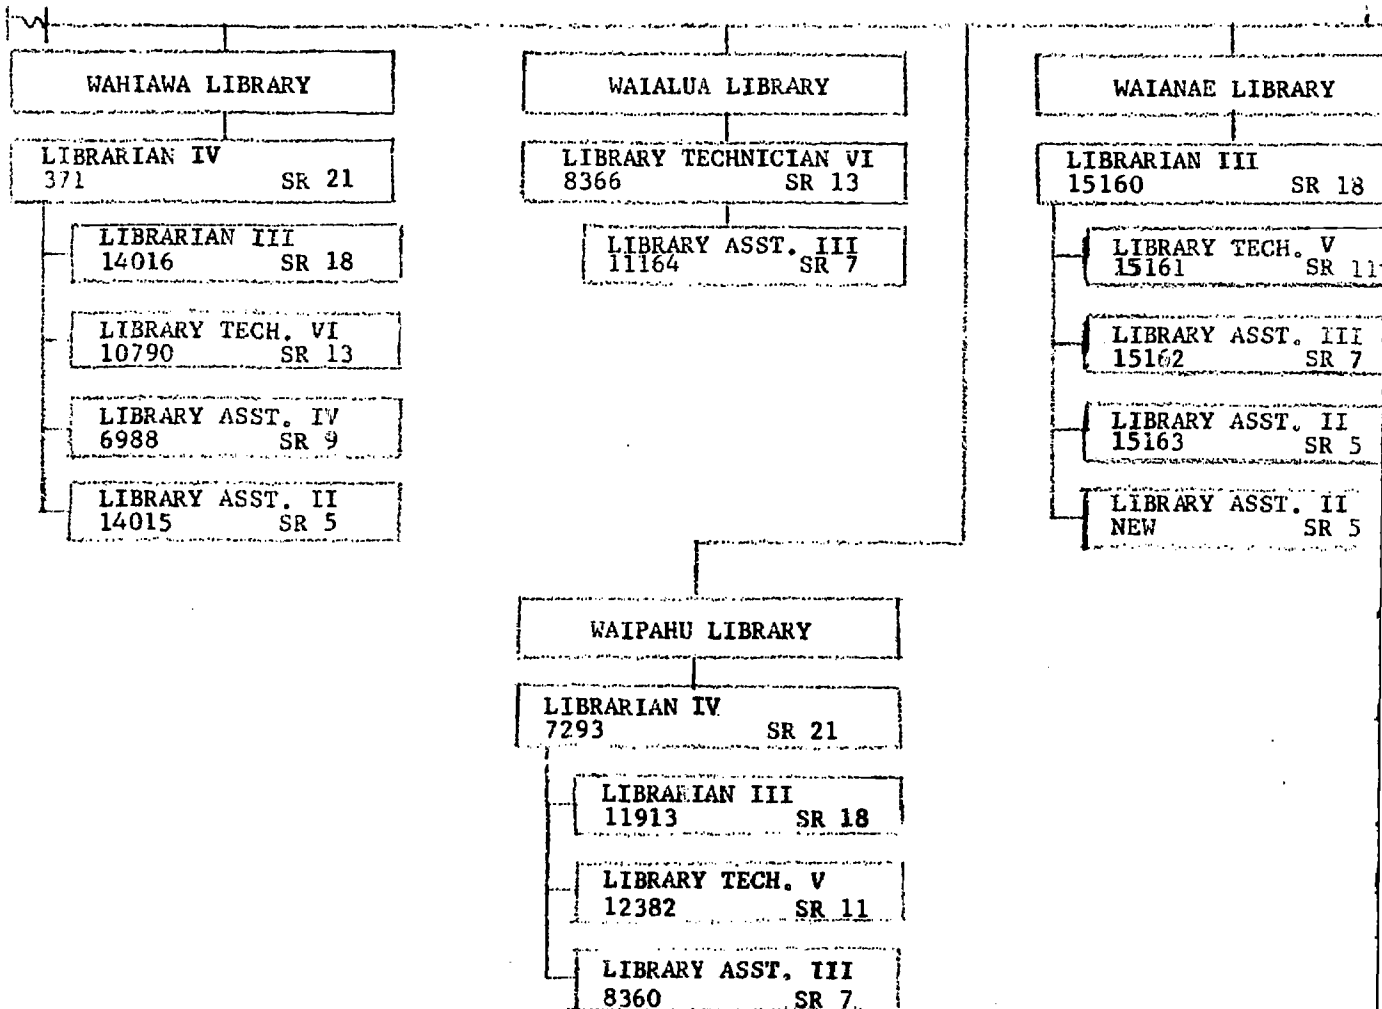 WAHIAWA LIBRARY
LIBRARIAN IV
371 SR 21
LIBRARIAN III
14016 SR 18
LIBRARY TECH. VI
10790 SR 13
LIBRARY ASST. IV
6988 SR 9
LIBRARY ASST. II
14015 SR 5
WAIALUA LIBRARY
LIBRARY TECHNICIAN VI
8366 SR 13
LIBRARY ASST. III
11164 SR 7
WAIANAE LIBRARY
LIBRARIAN III
15160 SR 18
LIBRARY TECH. V
15161 SR 11
LIBRARY ASST. III
15162 SR 7
LIBRARY ASST. II
15163 SR 5
LIBRARY ASST. II
NEW SR 5
WAIPAHU LIBRARY
LIBRARIAN IV
7293 SR 21
LIBRARIAN III
11913 SR 18
LIBRARY TECH. V
12382 SR 11
LIBRARY ASST. III
8360 SR 7